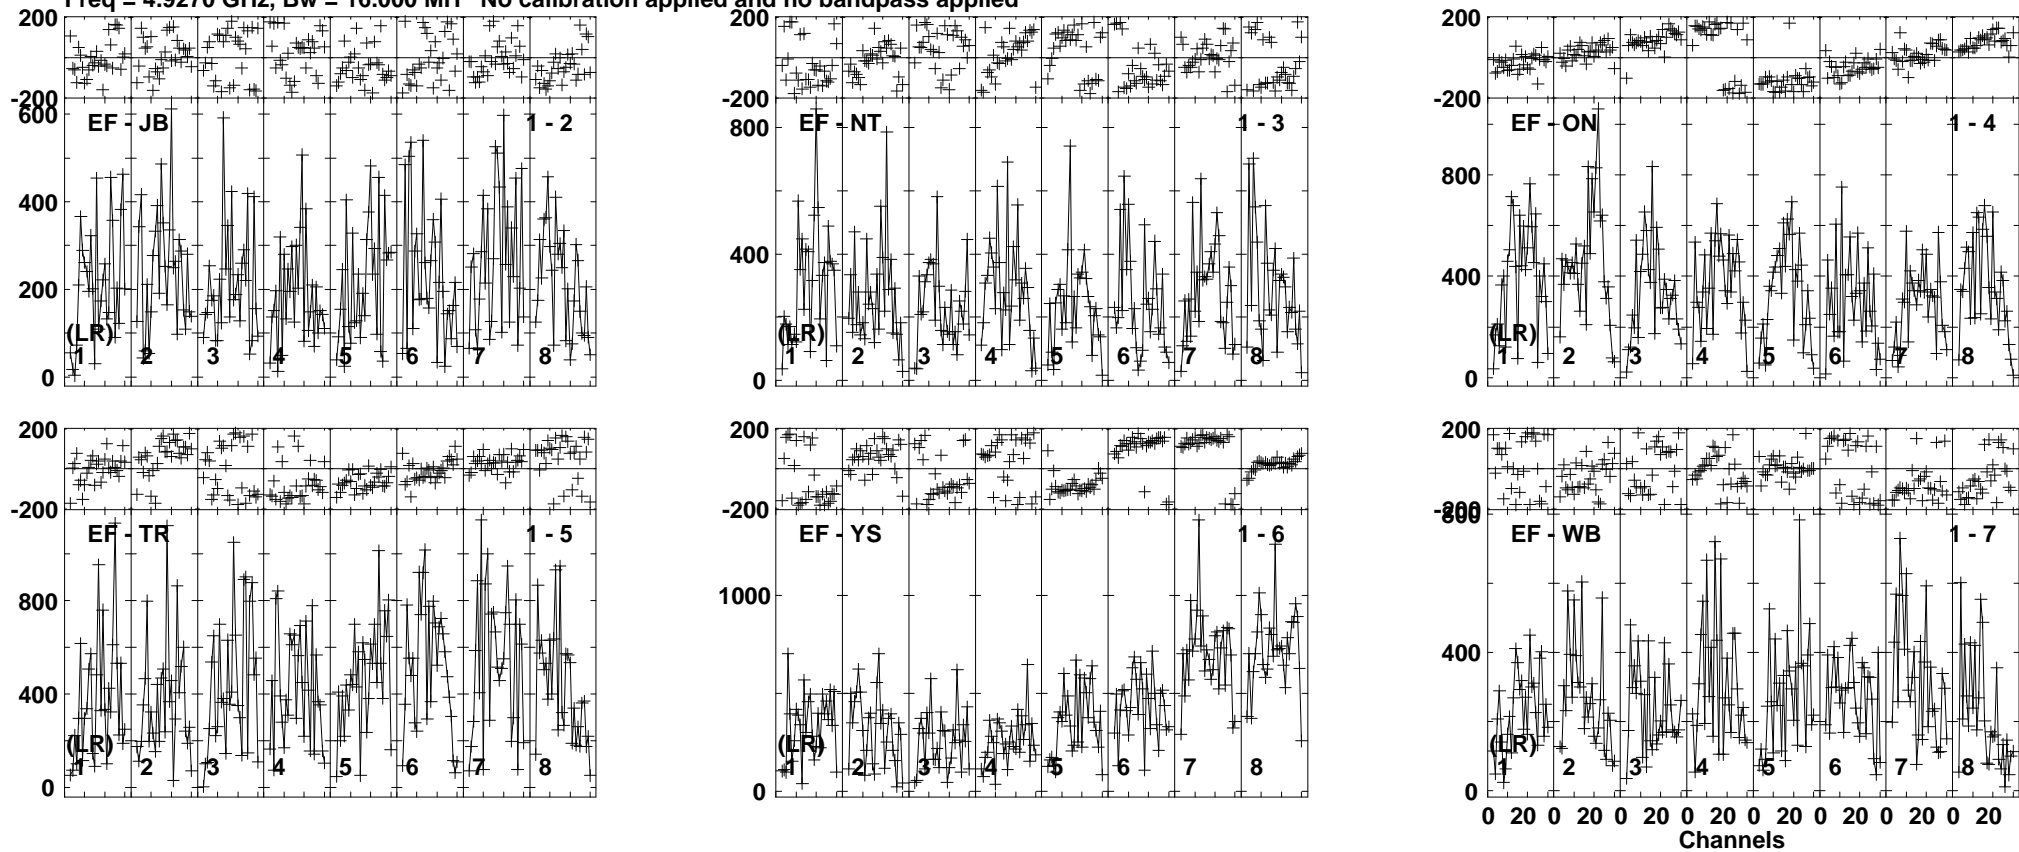 Freq = 4.9270 GHz, Bw = 16.000 MH No calibration applied and no bandpass applied
200 200 200
-200 -200 -200
EF - JB 1 - 2 EF - NT 1 - 3 EF - ON 1 - 4
600 800 800
400 400 400
200 0 0
0
(LR) (LR) (LR)
1 2 3 4 5 6 7 8 1 2 3 4 5 6 7 8 1 2 3 4 5 6 7 8
200 200 200
-200 -200 -200
EF - TR 1 - 5 EF - YS 1 - 6 EF - WB 1 - 7
800 1000 800
400 0 400
0 0
(LR) (LR) (LR)
1 2 3 4 5 6 7 8 1 2 3 4 5 6 7 8 1 2 3 4 5 6 7 8
0 20 0 20 0 20 0 20 0 20 0 20 0 20 0 20
Channels